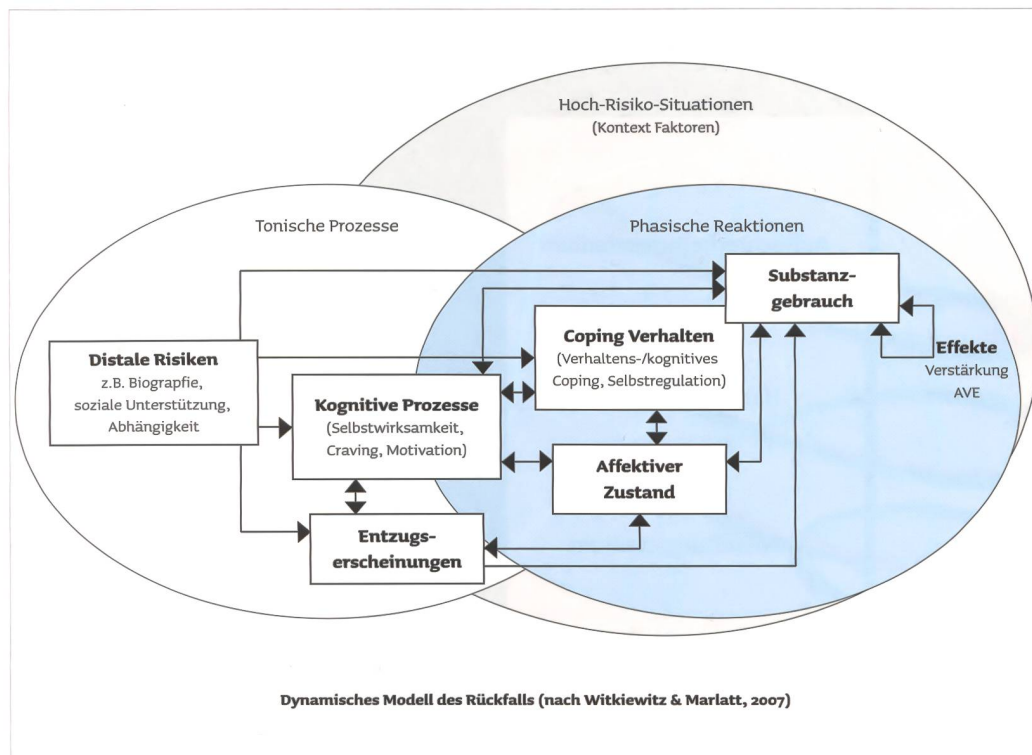 Hoch-Risiko-Situationen
(Kontext Faktoren)
Tonische Prozesse
Phasische Reaktionen
Substanz-
gebrauch
Coping Verhalten
(Verhaltens-/kognitives
Coping, Selbstregulation)
Effekte
Verstärkung
AVE
Distale Risiken
z.B. Biograpfie,
soziale Unterstützung,
Abhängigkeit
Kognitive Prozesse
(Selbstwirksamkeit,
Craving, Motivation)
Affektiver
Zustand
Entzugs-
erscheinungen
Dynamisches Modell des Rückfalls (nach Witkiewitz & Marlatt, 2007)